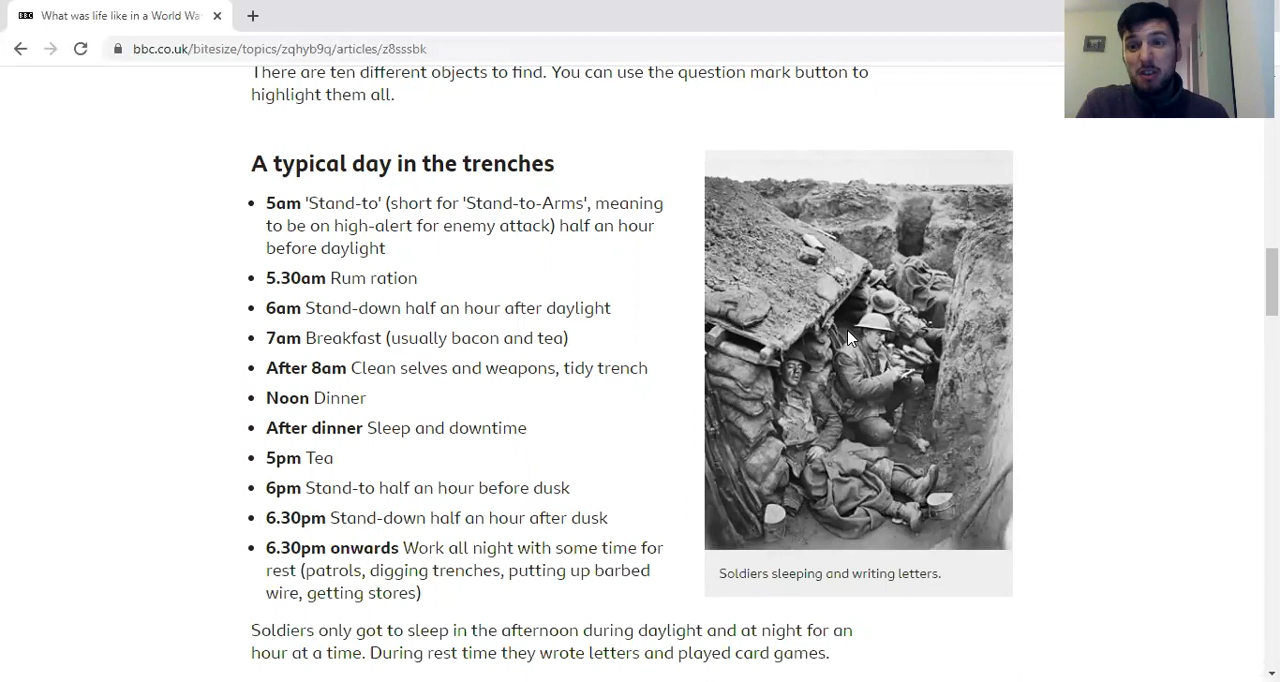 BBC What was life like in a World Wa
bbc.co.uk/bitesize/topics/zqhyb9q/articles/z8sssbk
There are ten different objects to find. You can use the question mark button to
highlight them all.
A typical day in the trenches
5am 'Stand-to' (short for 'Stand-to-Arms', meaning
to be on high-alert for enemy attack) half an hour
before daylight
5.30am Rum ration
6am Stand-down half an hour after daylight
7am Breakfast (usually bacon and tea)
After 8am Clean selves and weapons, tidy trench
Noon Dinner
After dinner Sleep and downtime
5pm Tea
6pm Stand-to half an hour before dusk
6.30pm Stand-down half an hour after dusk
6.30pm onwards Work all night with some time for
rest (patrols, digging trenches, putting up barbed
wire, getting stores)
Soldiers sleeping and writing letters.
Soldiers only got to sleep in the afternoon during daylight and at night for an
hour at a time. During rest time they wrote letters and played card games.